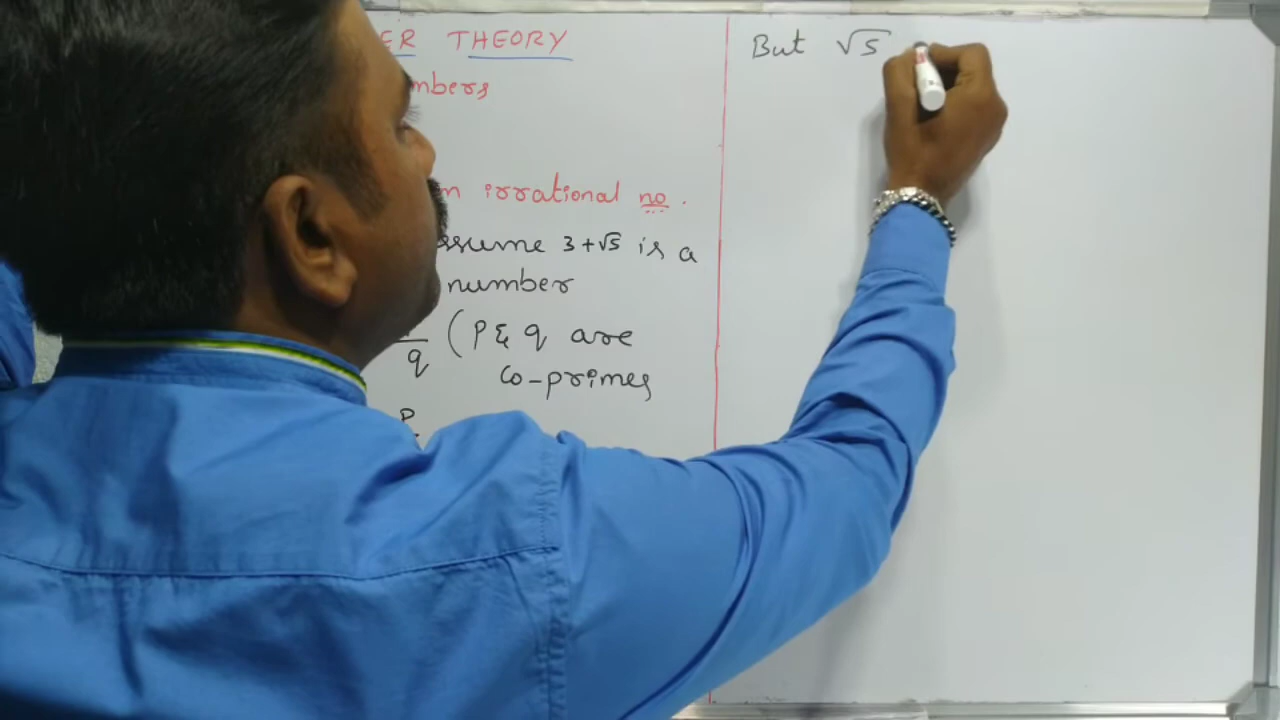 ER THEORY
mbers
n irrational no.
ssume 3+√5 is a
number
q (P & q are
co-primes
P
But √5